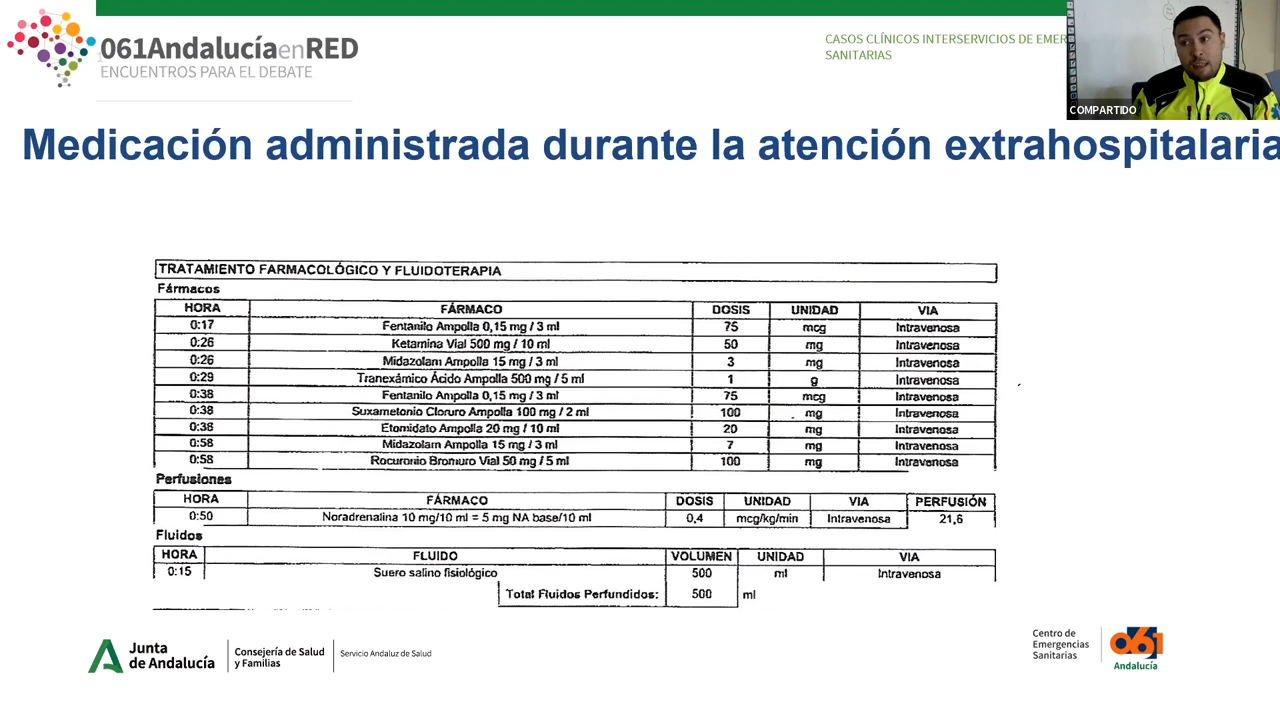 061AndalucíaenRED
ENCUENTROS PARA EL DEBATE
CASOS CLÍNICOS INTERSERVICIOS DE EMER
SANITARIAS
COMPARTIDO
Medicación administrada durante la atención extrahospitalaria
TRATAMIENTO FARMACOLÓGICO Y FLUIDOTERAPIA
Fármacos
HORA FÁRMACO DOSIS UNIDAD VIA
0:17 Fentanilo Ampolla 0,15 mg / 3 ml 75 mcg Intravenosa
0:26 Ketamina Vial 500 mg / 10 ml 50 mg Intravenosa
0:26 Midazolam Ampolla 15 mg / 3 ml 3 mg Intravenosa
0:29 Tranexámico Ácido Ampolla 500 mg / 5 ml 1 g Intravenosa
0:38 Fentanilo Ampolla 0,15 mg / 3 ml 75 mcg Intravenosa
0:38 Suxametonio Cloruro Ampolla 100 mg / 2 ml 100 mg Intravenosa
0:38 Etomidato Ampolla 20 mg / 10 ml 20 mg Intravenosa
0:58 Midazolam Ampolla 15 mg / 3 ml 7 mg Intravenosa
0:58 Rocuronio Bromuro Vial 50 mg / 5 ml 100 mg Intravenosa
Perfusiones
HORA FÁRMACO DOSIS UNIDAD VIA PERFUSIÓN
0:50 Noradrenalina 10 mg/10 ml = 5 mg NA base/10 ml 0,4 mcg/kg/min Intravenosa 21,6
Fluidos
HORA FLUIDO VOLUMEN UNIDAD VIA
0:15 Suero salino fisiológico 500 ml Intravenosa
Total Fluidos Perfundidos: 500 ml
Junta
de Andalucía
Consejería de Salud
y Familias
Servicio Andaluz de Salud
Centro de
Emergencias
Sanitarias
061
Andalucía